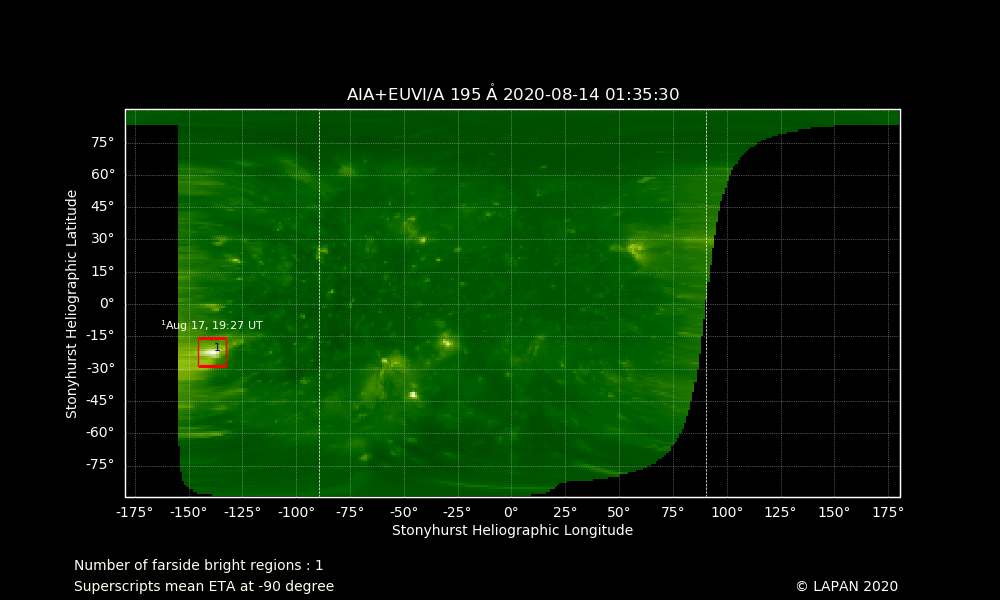 AIA+EUVI/A 195 Å 2020-08-14 01:35:30
Stonyhurst Heliographic Latitude
75°
60°
45°
30°
15°
0°
-15°
-30°
-45°
-60°
-75°
¹Aug 17, 19:27 UT
1
-175° -150° -125° -100° -75° -50° -25° 0° 25° 50° 75° 100° 125° 150° 175°
Stonyhurst Heliographic Longitude
Number of farside bright regions : 1
Superscripts mean ETA at -90 degree
© LAPAN 2020